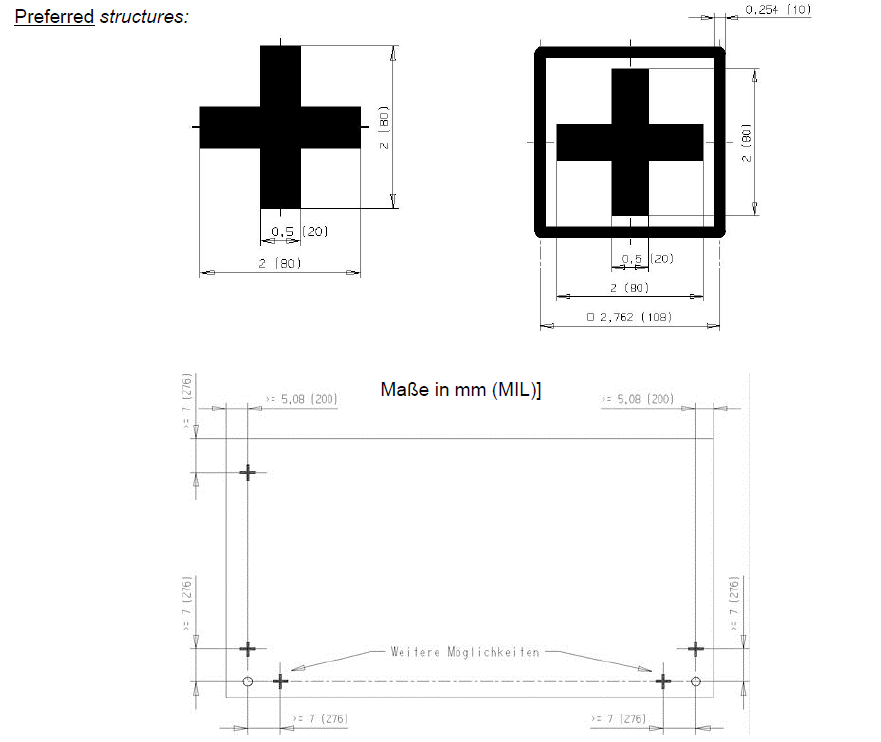 Preferred structures:
0,254 (10)
2 (80)
2 (80)
0,5 (20)
2 (80)
0,5 (20)
2 (80)
□ 2,762 (108)
Maße in mm (MIL)]
>= 7 (276)
>= 5,08 (200)
>= 5,08 (200)
>= 7 (276)
>= 7 (276)
Weitere Möglichkeiten
>= 7 (276)
>= 7 (276)